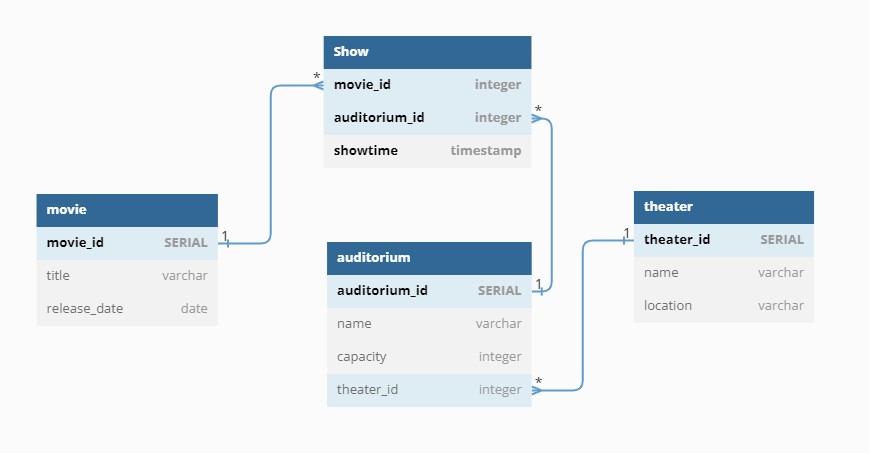 Show
movie_id integer
auditorium_id integer
showtime timestamp
*
*
movie
movie_id SERIAL
title varchar
release_date date
1
auditorium
auditorium_id SERIAL
name varchar
capacity integer
theater_id integer
1
*
theater
theater_id SERIAL
name varchar
location varchar
1